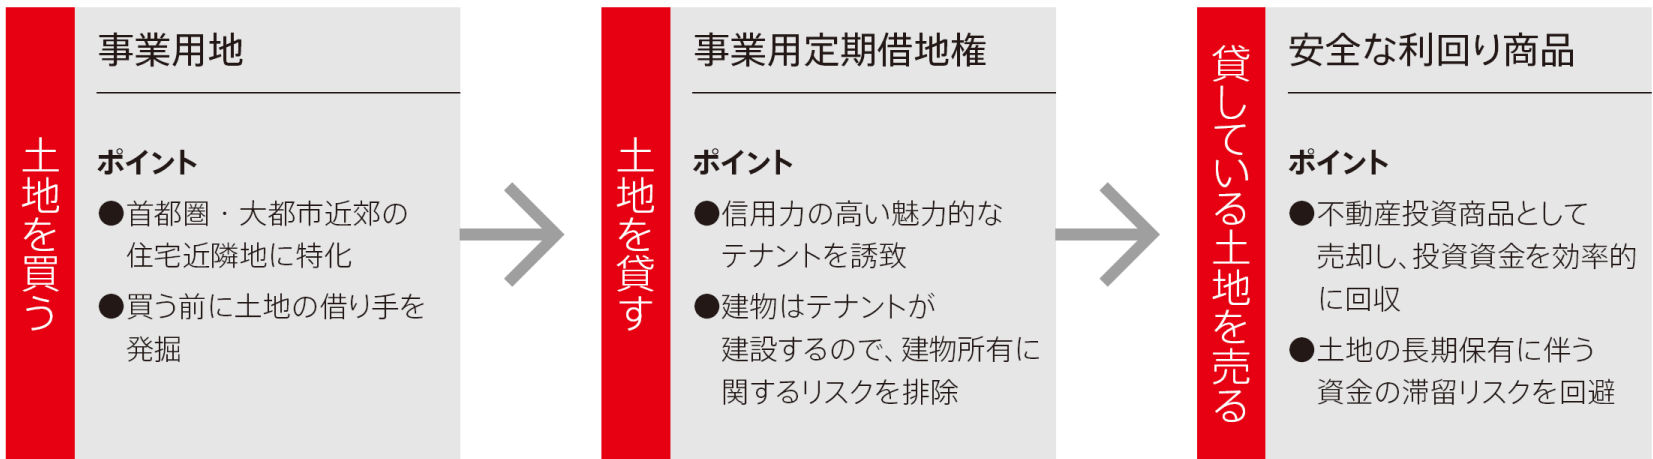 土地を買う
事業用地
ポイント
●首都圏・大都市近郊の
住宅近隣地に特化
●買う前に土地の借り手を
発掘
土地を貸す
事業用定期借地権
ポイント
●信用力の高い魅力的な
テナントを誘致
●建物はテナントが
建設するので、建物所有に
関するリスクを排除
貸している土地を売る
安全な利回り商品
ポイント
●不動産投資商品として
売却し、投資資金を効率的
に回収
●土地の長期保有に伴う
資金の滞留リスクを回避